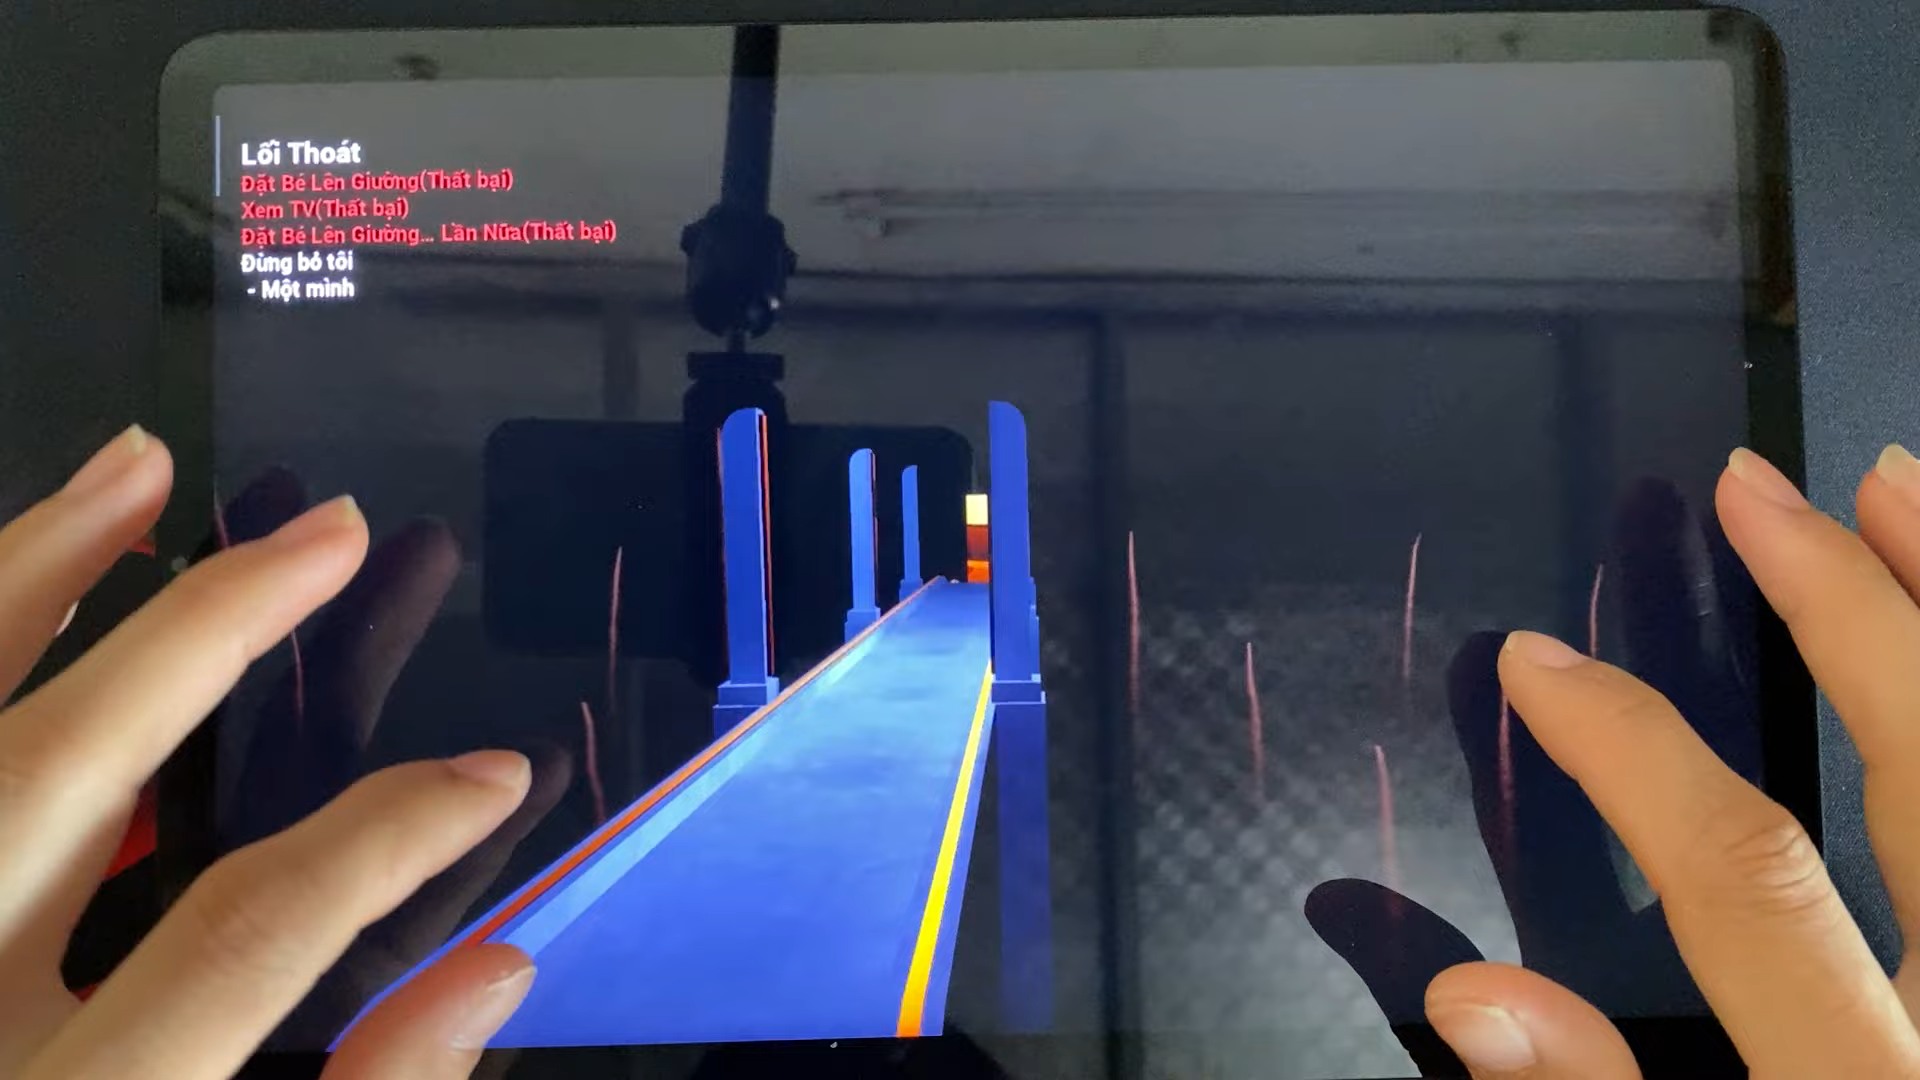 Lối Thoát
Đặt Bé Lên Giường(Thất bại)
Xem TV(Thất bại)
Đặt Bé Lên Giường... Lần Nữa(Thất bại)
Đừng bỏ tôi
- Một mình